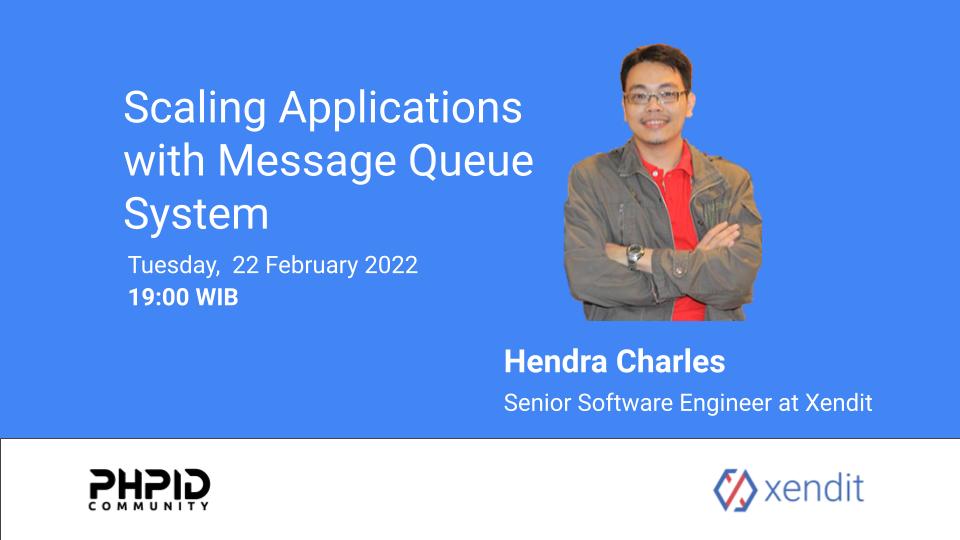 Scaling Applications
with Message Queue
System
Tuesday,  22 February 2022
19:00 WIB
Hendra Charles
Senior Software Engineer at Xendit
PHPID
COMMUNITY
xendit